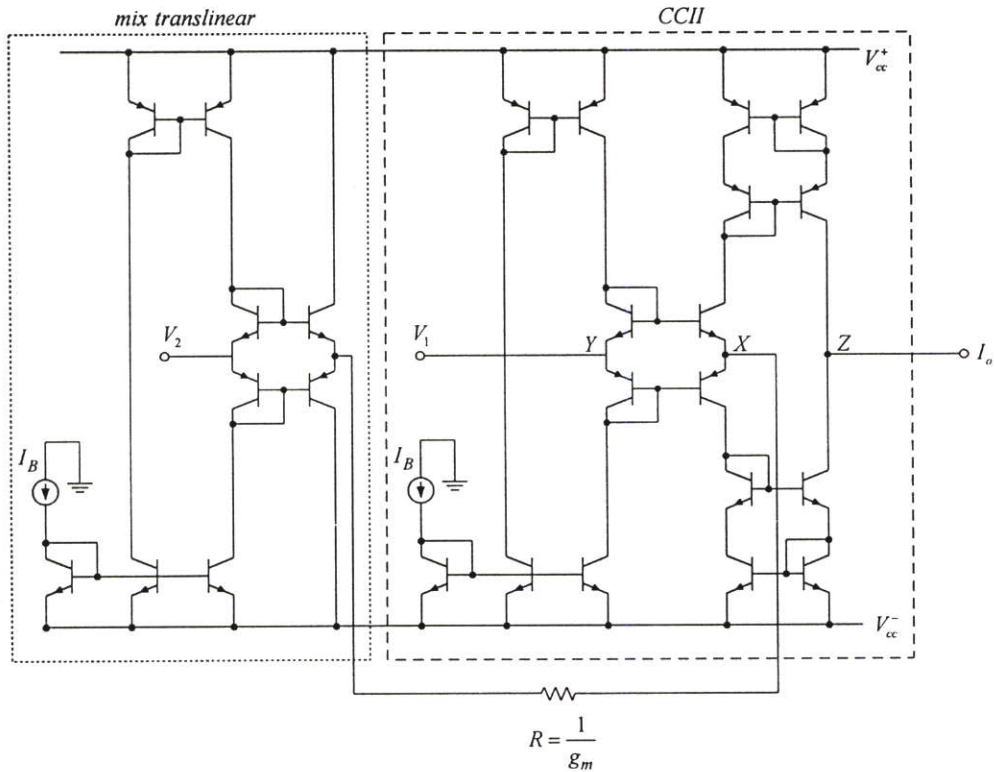 mix translinear
CCII
V_cc^+
V_2
V_1
Y
X
Z
I_o
I_B
I_B
V_cc^-
R = 1/g_m